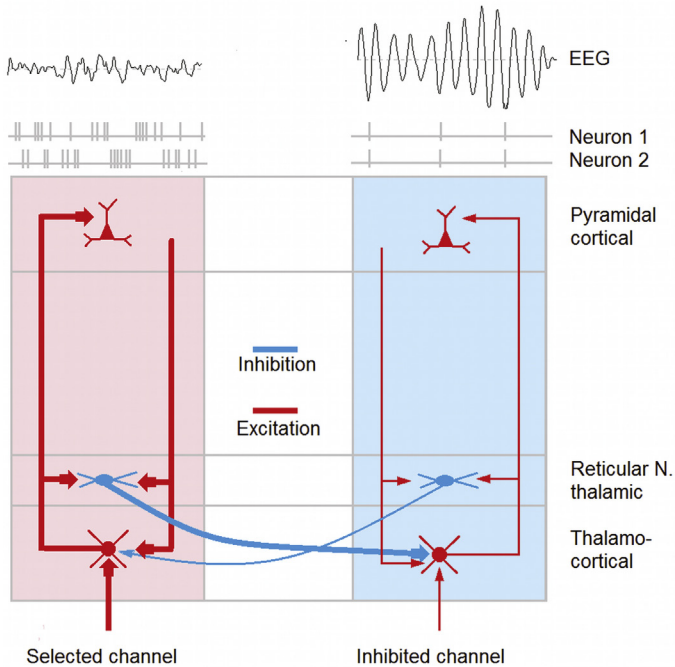 EEG
Neuron 1
Neuron 2
Pyramidal
cortical
Inhibition
Excitation
Reticular N.
thalamic
Thalamo-
cortical
Selected channel
Inhibited channel